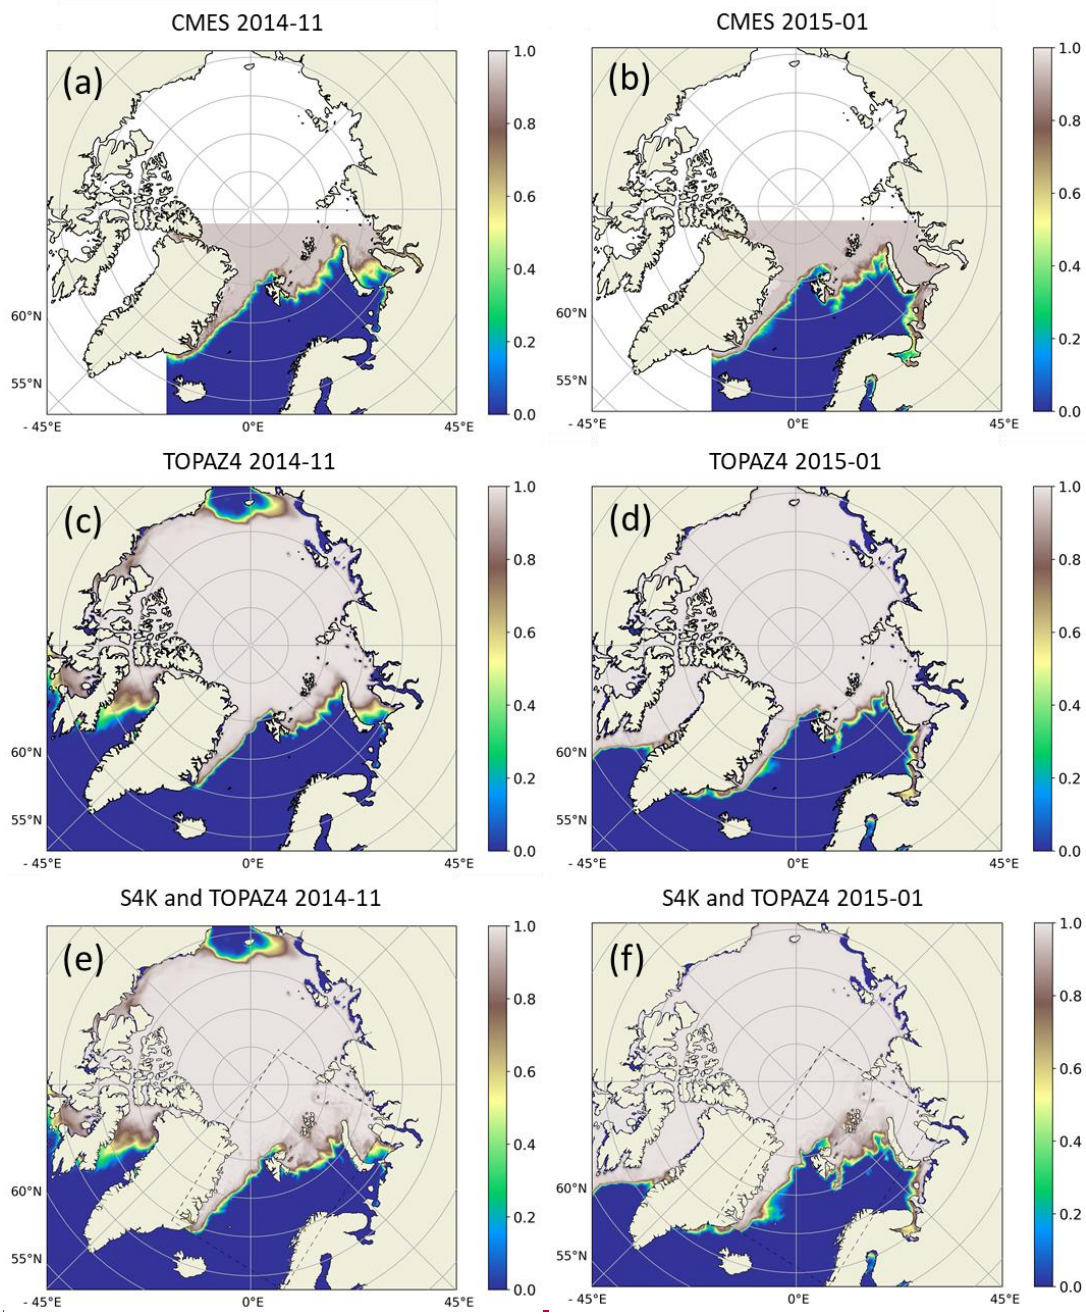 CMES 2014-11
CMES 2015-01
(a)
(b)
1.0
0.8
0.6
0.4
0.2
0.0
1.0
0.8
0.6
0.4
0.2
0.0
60°N
55°N
60°N
55°N
- 45°E
0°E
45°E
- 45°E
0°E
45°E
TOPAZ4 2014-11
TOPAZ4 2015-01
(c)
(d)
1.0
0.8
0.6
0.4
0.2
0.0
1.0
0.8
0.6
0.4
0.2
0.0
60°N
55°N
60°N
55°N
- 45°E
0°E
45°E
- 45°E
0°E
45°E
S4K and TOPAZ4 2014-11
S4K and TOPAZ4 2015-01
(e)
(f)
1.0
0.8
0.6
0.4
0.2
0.0
1.0
0.8
0.6
0.4
0.2
0.0
60°N
55°N
60°N
55°N
- 45°E
0°E
45°E
- 45°E
0°E
45°E